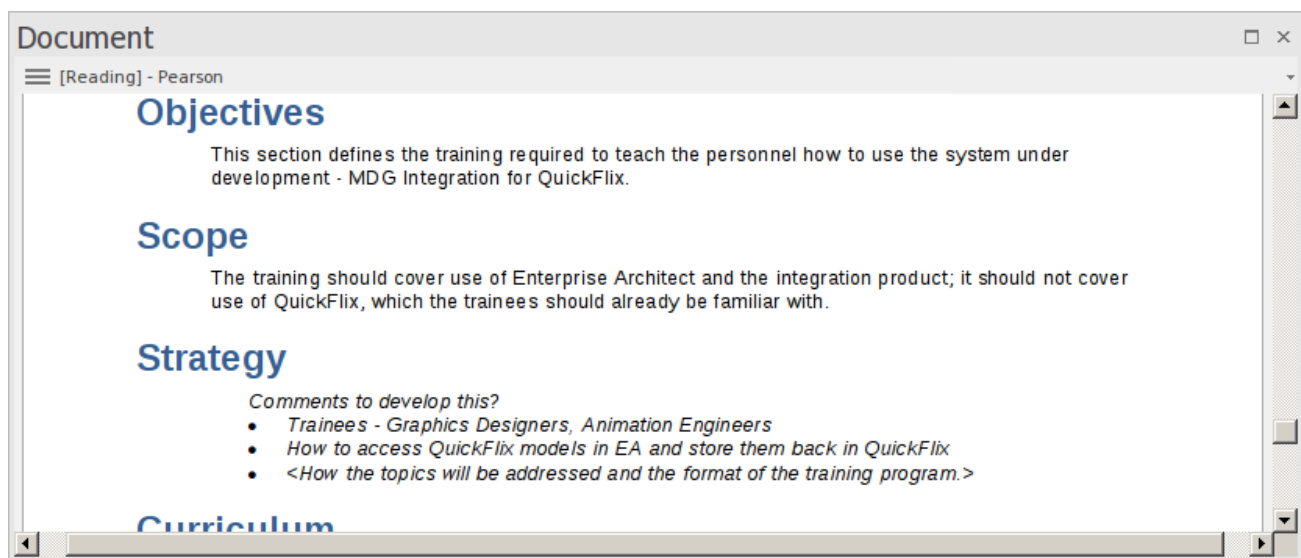 Document
[Reading] - Pearson
Objectives
This section defines the training required to teach the personnel how to use the system under
development - MDG Integration for QuickFlix.
Scope
The training should cover use of Enterprise Architect and the integration product; it should not cover
use of QuickFlix, which the trainees should already be familiar with.
Strategy
Comments to develop this?
• Trainees - Graphics Designers, Animation Engineers
• How to access QuickFlix models in EA and store them back in QuickFlix
• <How the topics will be addressed and the format of the training program.>
Curriculum